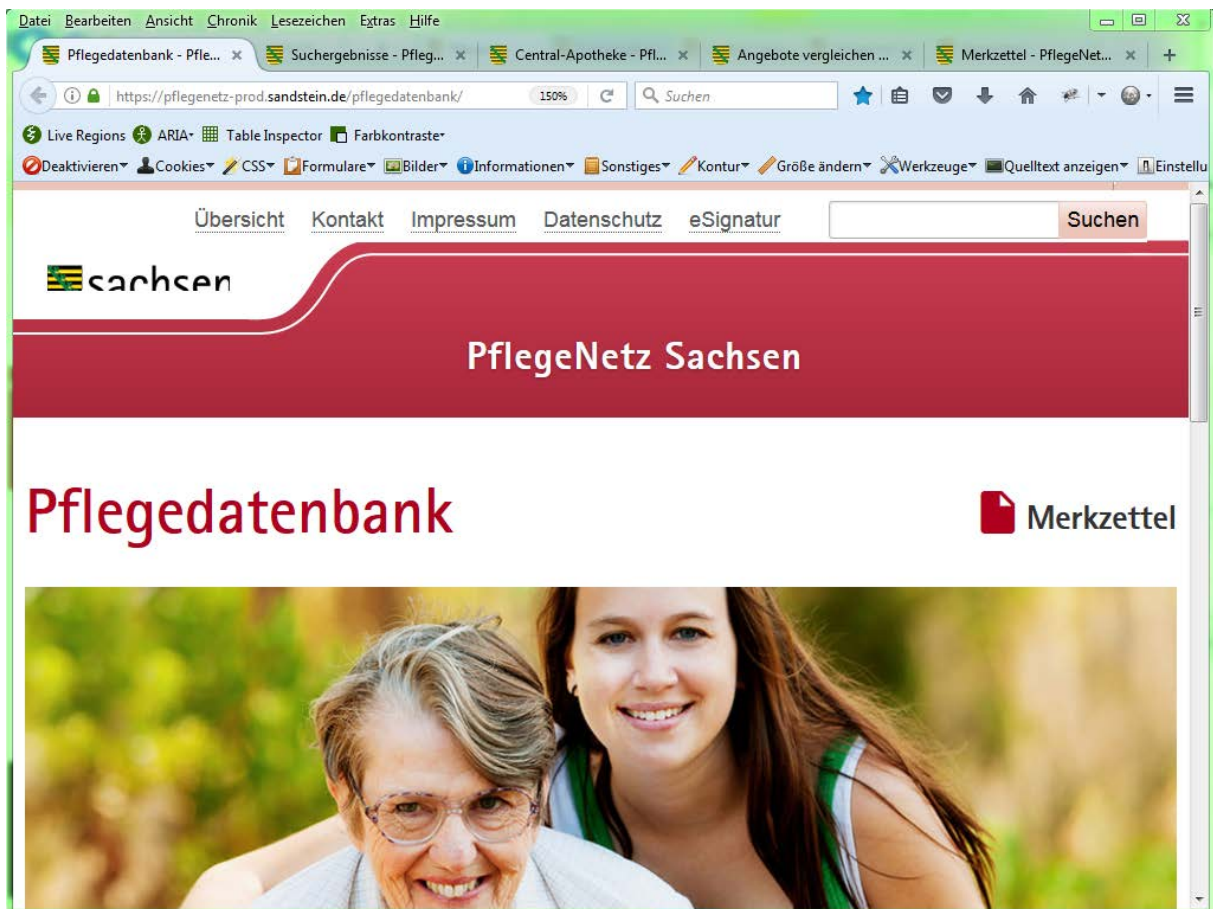 Datei Bearbeiten Ansicht Chronik Lesezeichen Extras Hilfe
Pflegedatenbank - Pfle... Suchergebnisse - Pfleg... Central-Apotheke - Pfl... Angebote vergleichen ... Merkzettel - PflegeNet...
https://pflegenetz-prod.sandstein.de/pflegedatenbank/ 150% Suchen
Live Regions ARIA Table Inspector Farbkontraste
Deaktivieren Cookies CSS Formulare Bilder Informationen Sonstiges Kontur Größe ändern Werkzeuge Quelltext anzeigen Einstellu
Übersicht Kontakt Impressum Datenschutz eSignatur Suchen
sachsen
PflegeNetz Sachsen
Pflegedatenbank Merkzettel